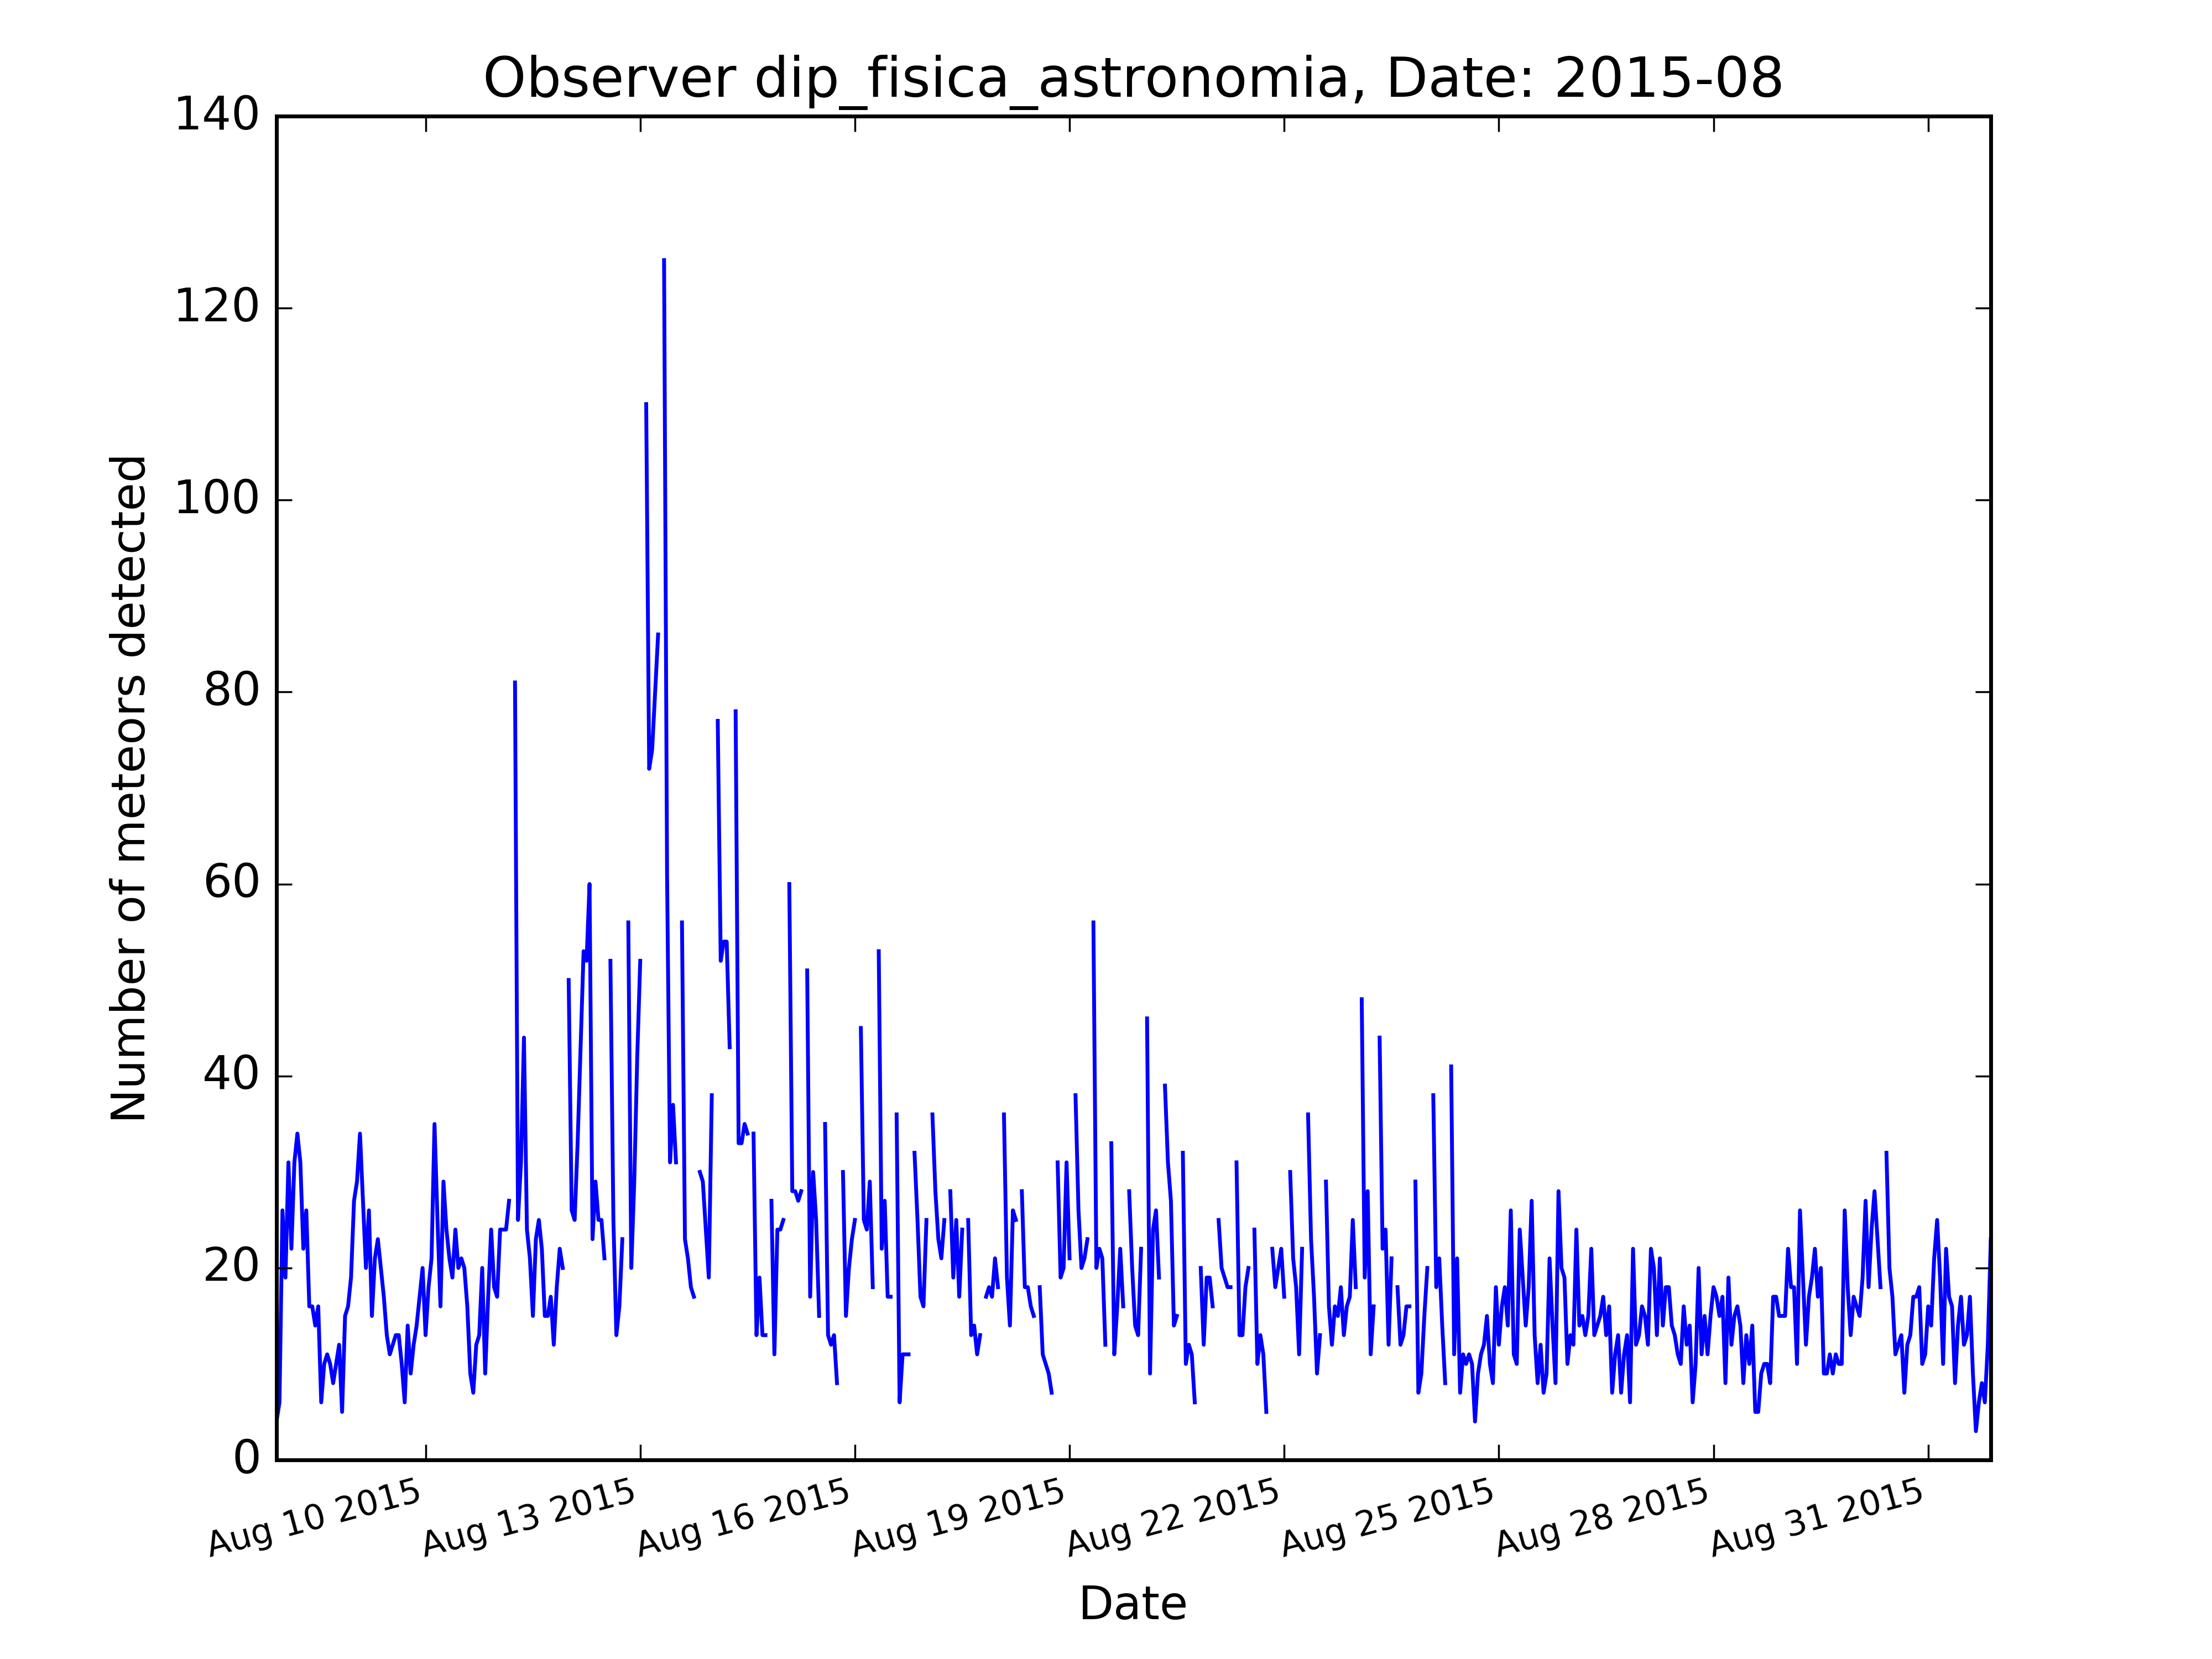 Observer dip_fisica_astronomia, Date: 2015-08
140
120
100
80
60
40
20
0
Number of meteors detected
Aug 10 2015
Aug 13 2015
Aug 16 2015
Aug 19 2015
Aug 22 2015
Aug 25 2015
Aug 28 2015
Aug 31 2015
Date